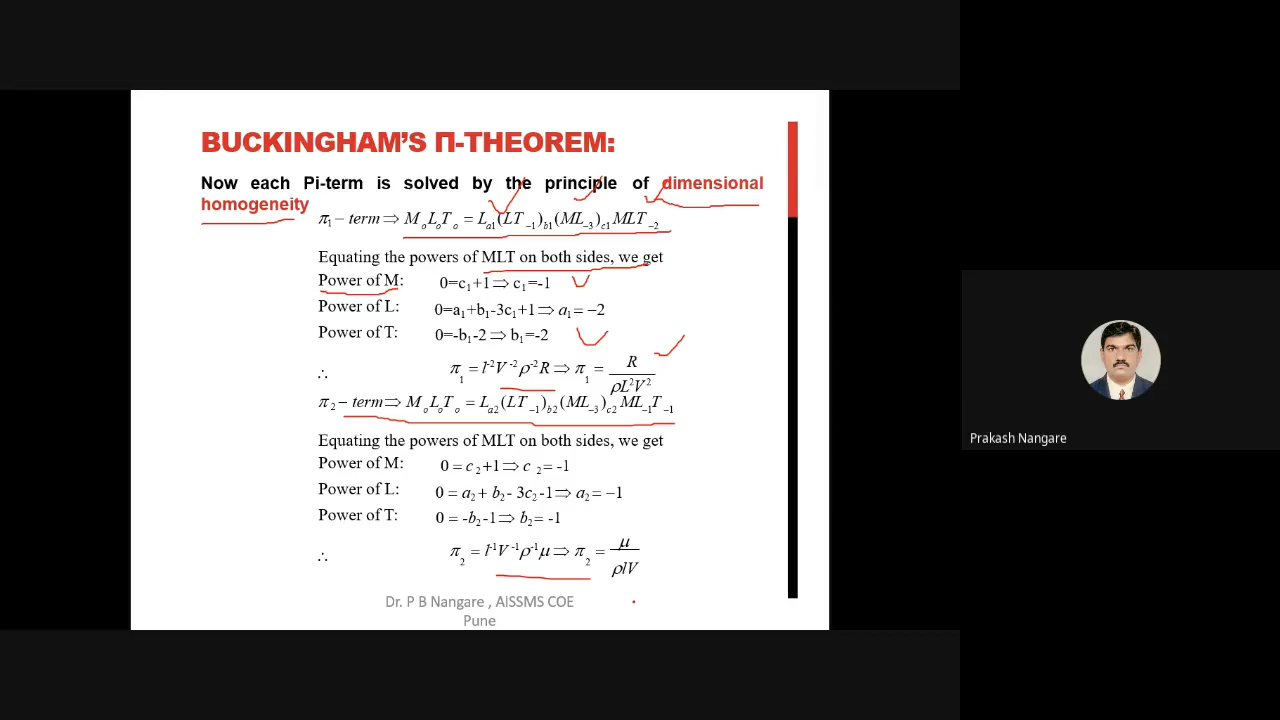 BUCKINGHAM'S Π-THEOREM:
Now each Pi-term is solved by the principle of dimensional
homogeneity
π₁ – term ⇒ MₒLₒTₒ = Lₐ₁(LT₋₁)b1(ML₋₃)c1MLT₋₂
Equating the powers of MLT on both sides, we get
Power of M: 0=c₁+1⇒ c₁=-1
Power of L: 0=a₁+b₁-3c₁+1⇒ a₁= −2
Power of T: 0=-b₁-2⇒ b₁=-2
∴ π₁ = l⁻²V⁻²ρ⁻²R ⇒ π₁ = R / ρL²V²
π₂ – term⇒ MₒLₒTₒ = Lₐ₂(LT₋₁)b2(ML₋₃)c2ML₋₁T₋₁
Equating the powers of MLT on both sides, we get
Power of M: 0 = c₂+1⇒ c₂= -1
Power of L: 0 = a₂+ b₂- 3c₂-1⇒ a₂= −1
Power of T: 0 = -b₂-1⇒ b₂= -1
∴ π₂ = l⁻¹V⁻¹ρ⁻¹μ ⇒ π₂ = μ / ρlV
Dr. P B Nangare , AISSMS COE
Pune
Prakash Nangare